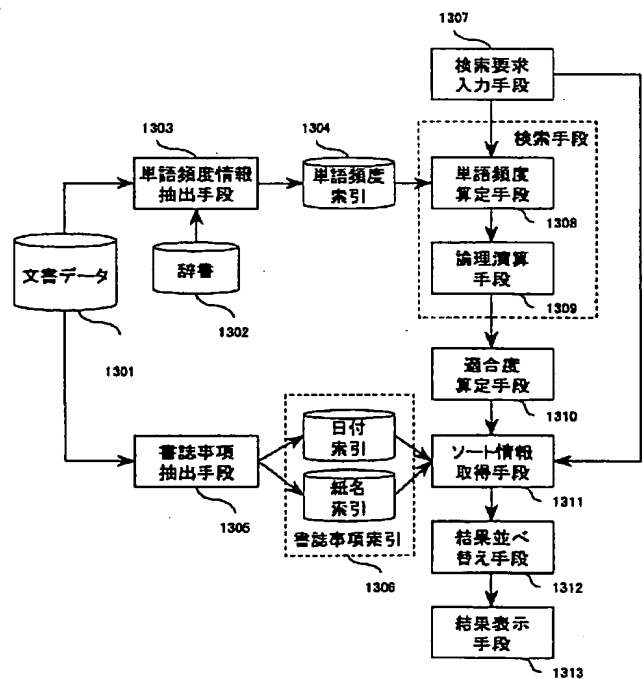 1307
検索要求
入力手段
検索手段
1303
単語頻度情報
抽出手段
1304
単語頻度
索引
単語頻度
算定手段
1308
文書データ
1301
辞書
1302
論理演算
手段
1309
適合度
算定手段
1310
書誌事項
抽出手段
1305
日付
索引
紙名
索引
書誌事項索引
1306
ソート情報
取得手段
1311
結果並べ
替え手段
1312
結果表示
手段
1313